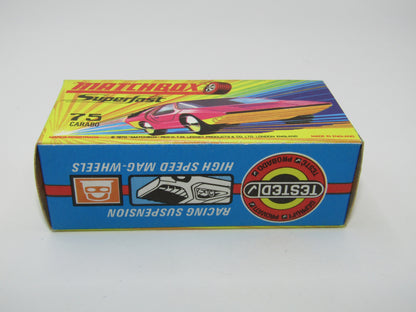 MATCHBOX
Superfast
75
CARABO
MADE IN ENGLAND
HIGH SPEED MAG-WHEELS
RACING SUSPENSION
TESTED